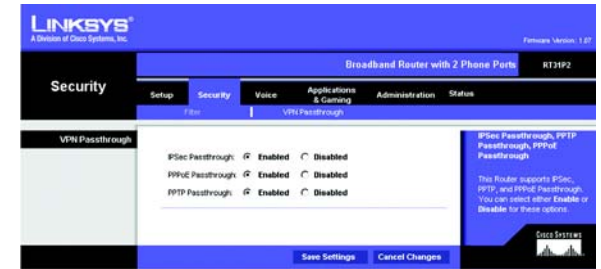 LINKSYS®
A Division of Cisco Systems, Inc.
Firmware Version: 1.07
Broadband Router with 2 Phone Ports
RT31P2
Security
Setup
Security
Voice
Applications & Gaming
Administration
Status
Filter
VPN Passthrough
VPN Passthrough
IPSec Passthrough: Enabled Disabled
PPPoE Passthrough: Enabled Disabled
PPTP Passthrough: Enabled Disabled
IPSec Passthrough, PPTP
Passthrough, PPPoE
Passthrough
This Router supports IPSec,
PPTP, and PPPoE Passthrough.
You can select either Enable or
Disable for these options.
CISCO SYSTEMS
Save Settings
Cancel Changes